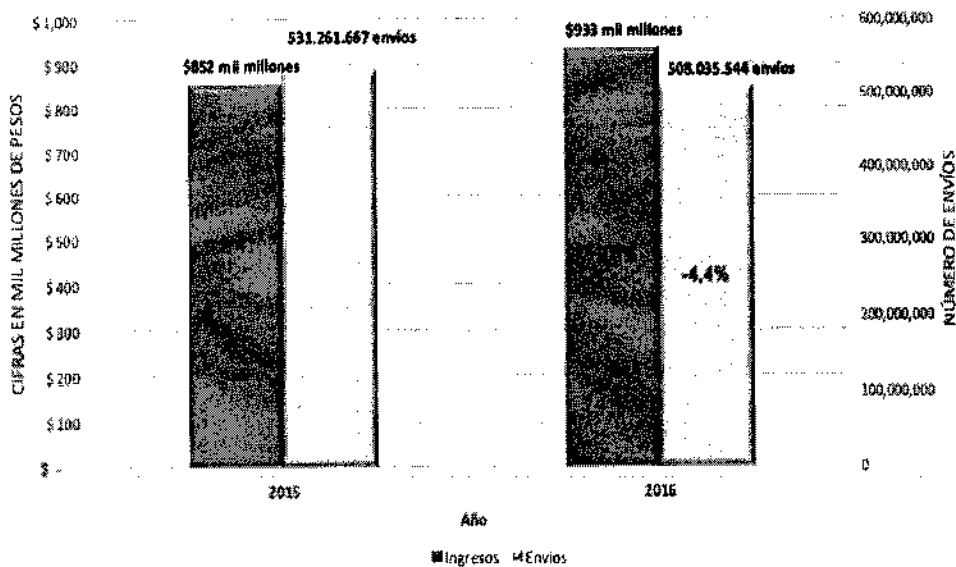 CIFRAS EN MIL MILLONES DE PESOS
$ 1,000
$ 900
$ 800
$ 700
$ 600
$ 500
$ 400
$ 300
$ 200
$ 100
$ -
$852 mil millones
531.261.667 envíos
$933 mil millones
508.035.544 envíos
-4,4%
600,000,000
500,000,000
400,000,000
300,000,000
200,000,000
100,000,000
0
NÚMERO DE ENVÍOS
2015
2016
Año
Ingresos Envíos